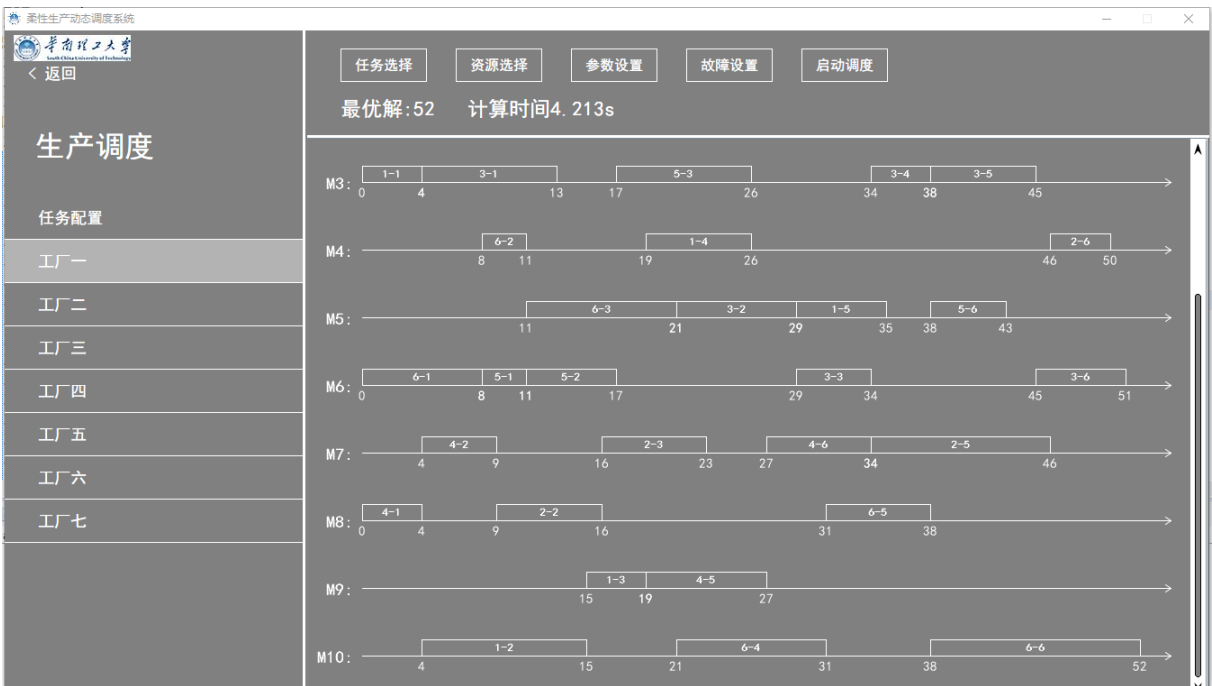 柔性生产动态调度系统
华南理工大学
South China University of Technology
< 返回
任务选择 资源选择 参数设置 故障设置 启动调度
最优解:52 计算时间4.213s
生产调度
任务配置
工厂一
工厂二
工厂三
工厂四
工厂五
工厂六
工厂七
1-1 3-1 5-3 3-4 3-5
M3:
0 4 13 17 26 34 38 45
6-2 1-4 2-6
M4:
8 11 19 26 46 50
6-3 3-2 1-5 5-6
M5:
11 21 29 35 38 43
6-1 5-1 5-2 3-3 3-6
M6:
0 8 11 17 29 34 45 51
4-2 2-3 4-6 2-5
M7:
4 9 16 23 27 34 46
4-1 2-2 6-5
M8:
0 4 9 16 31 38
1-3 4-5
M9:
15 19 27
1-2 6-4 6-6
M10:
4 15 21 31 38 52